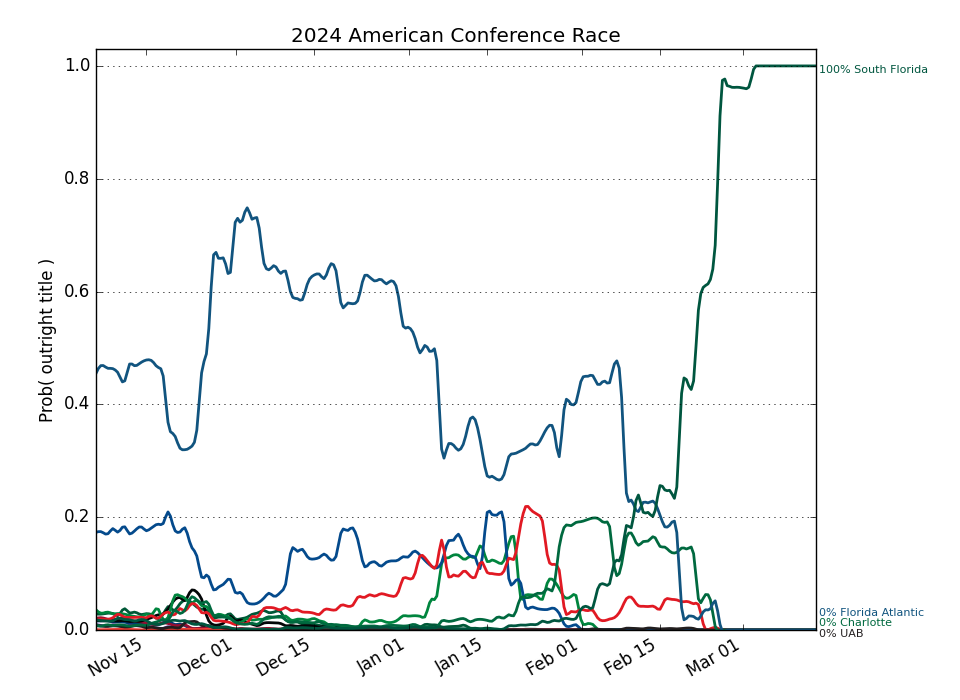 2024 American Conference Race
Prob( outright title )
1.0
0.8
0.6
0.4
0.2
0.0
100% South Florida
0% Florida Atlantic
0% Charlotte
0% UAB
Nov 15
Dec 01
Dec 15
Jan 01
Jan 15
Feb 01
Feb 15
Mar 01